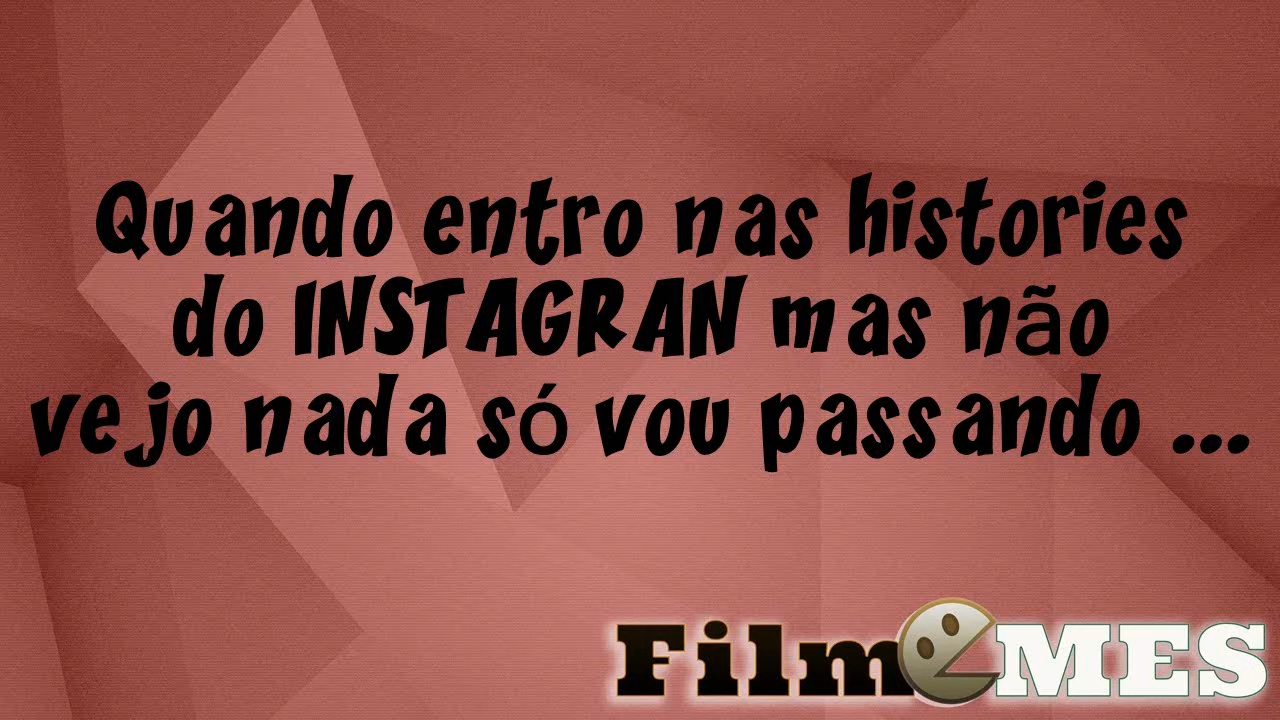 Quando entro nas histories
do INSTAGRAN mas não
vejo nada só vou passando ...
FilmeMES